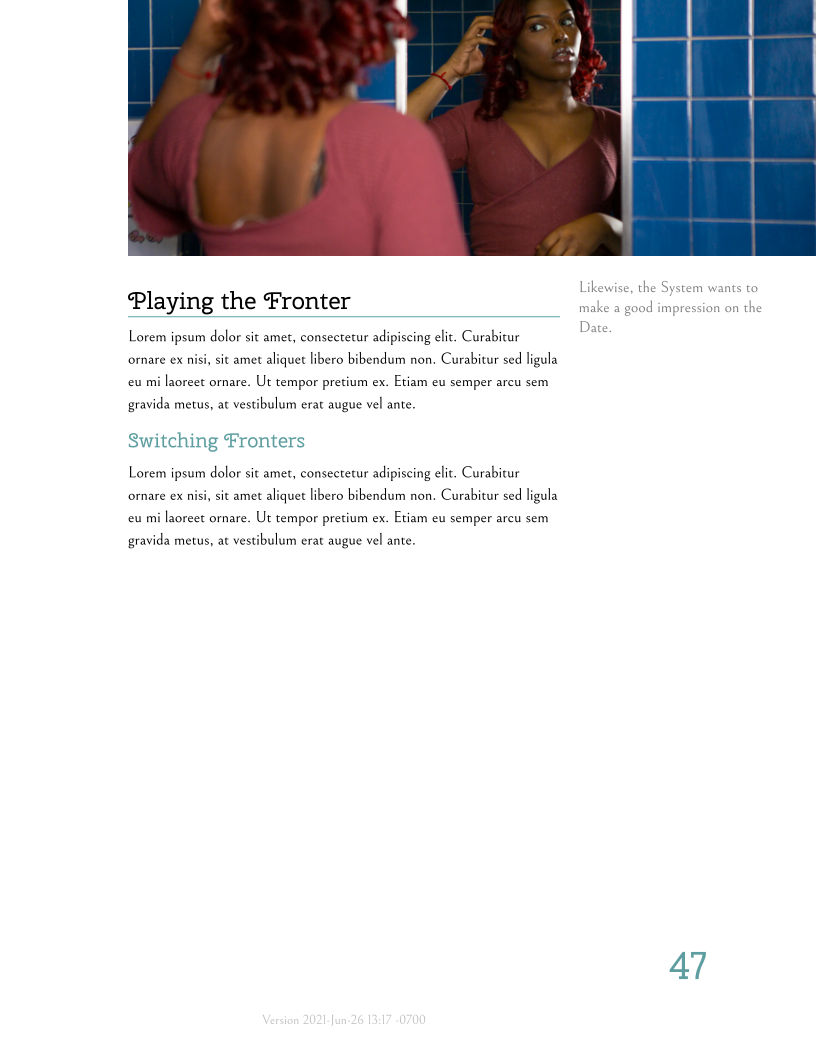 Playing the Fronter
Lorem ipsum dolor sit amet, consectetur adipiscing elit. Curabitur
ornare ex nisi, sit amet aliquet libero bibendum non. Curabitur sed ligula
eu mi laoreet ornare. Ut tempor pretium ex. Etiam eu semper arcu sem
gravida metus, at vestibulum erat augue vel ante.
Switching Fronters
Lorem ipsum dolor sit amet, consectetur adipiscing elit. Curabitur
ornare ex nisi, sit amet aliquet libero bibendum non. Curabitur sed ligula
eu mi laoreet ornare. Ut tempor pretium ex. Etiam eu semper arcu sem
gravida metus, at vestibulum erat augue vel ante.
Likewise, the System wants to
make a good impression on the
Date.
47
Version 2021-Jun-26 13:17 -0700